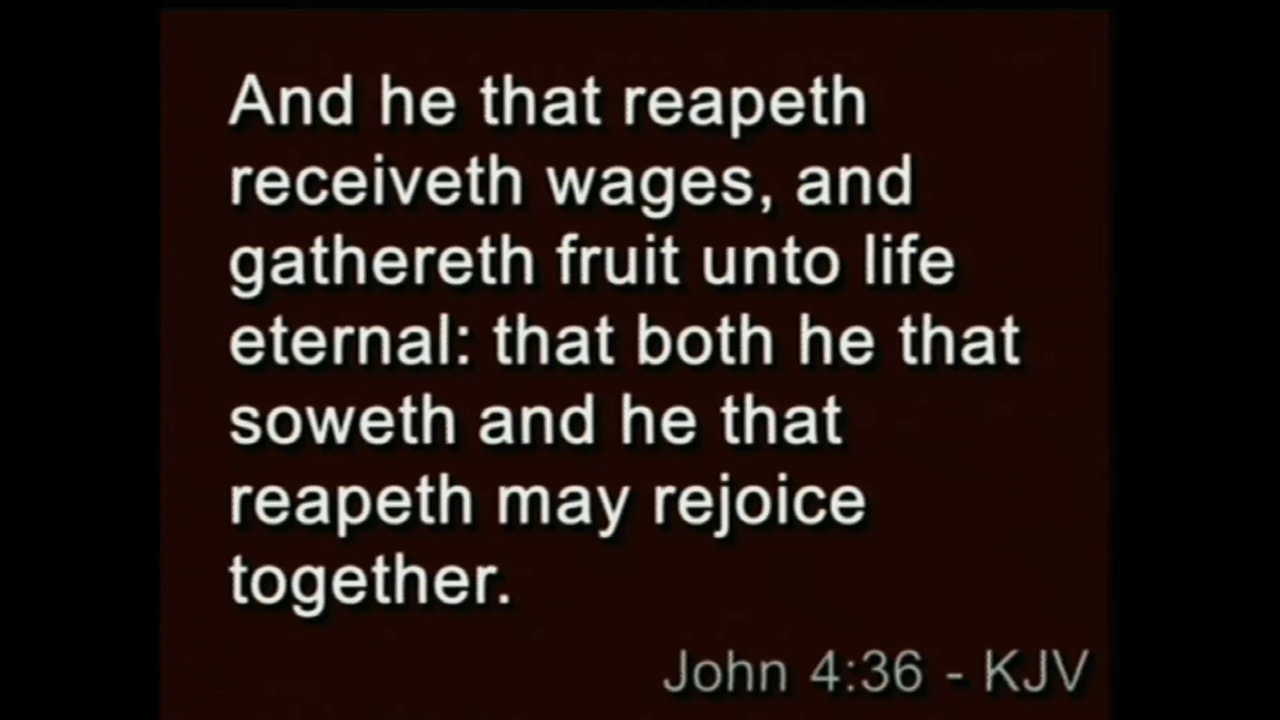 And he that reapeth
receiveth wages, and
gathereth fruit unto life
eternal: that both he that
soweth and he that
reapeth may rejoice
together.
John 4:36 - KJV